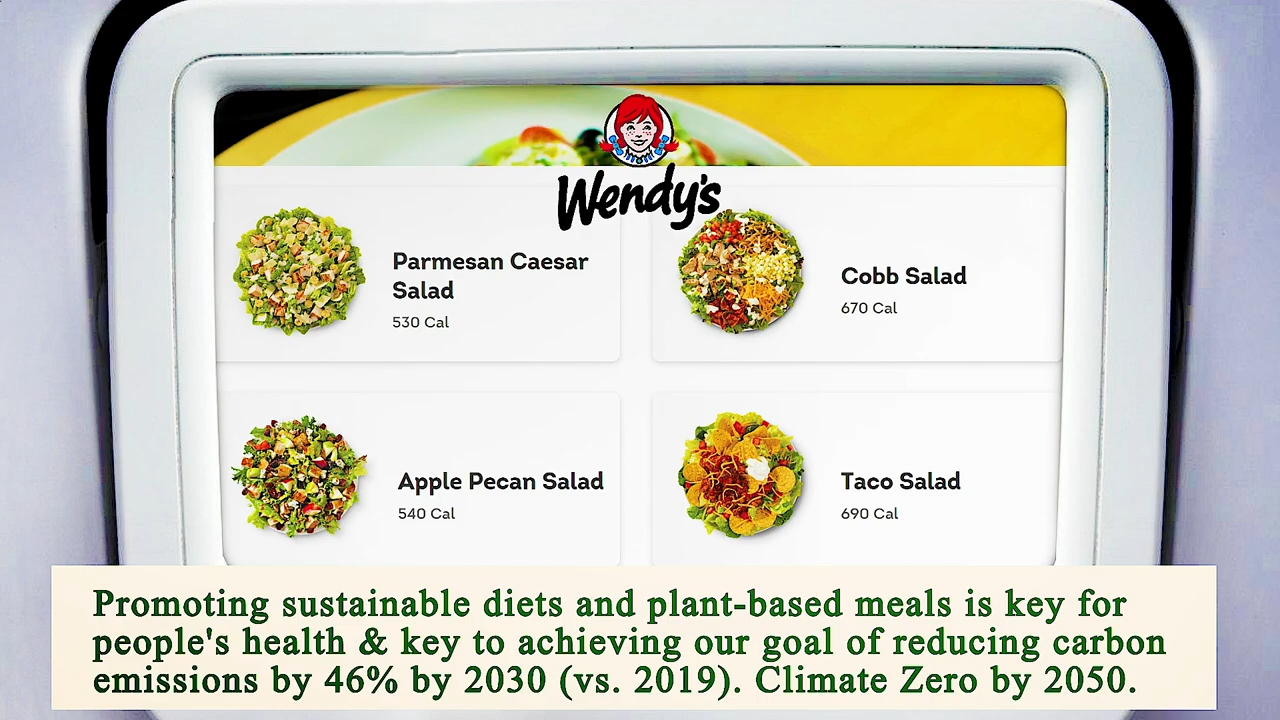 Wendy's
Parmesan Caesar
Salad
530 Cal
Cobb Salad
670 Cal
Apple Pecan Salad
540 Cal
Taco Salad
690 Cal
Promoting sustainable diets and plant-based meals is key for
people's health & key to achieving our goal of reducing carbon
emissions by 46% by 2030 (vs. 2019). Climate Zero by 2050.